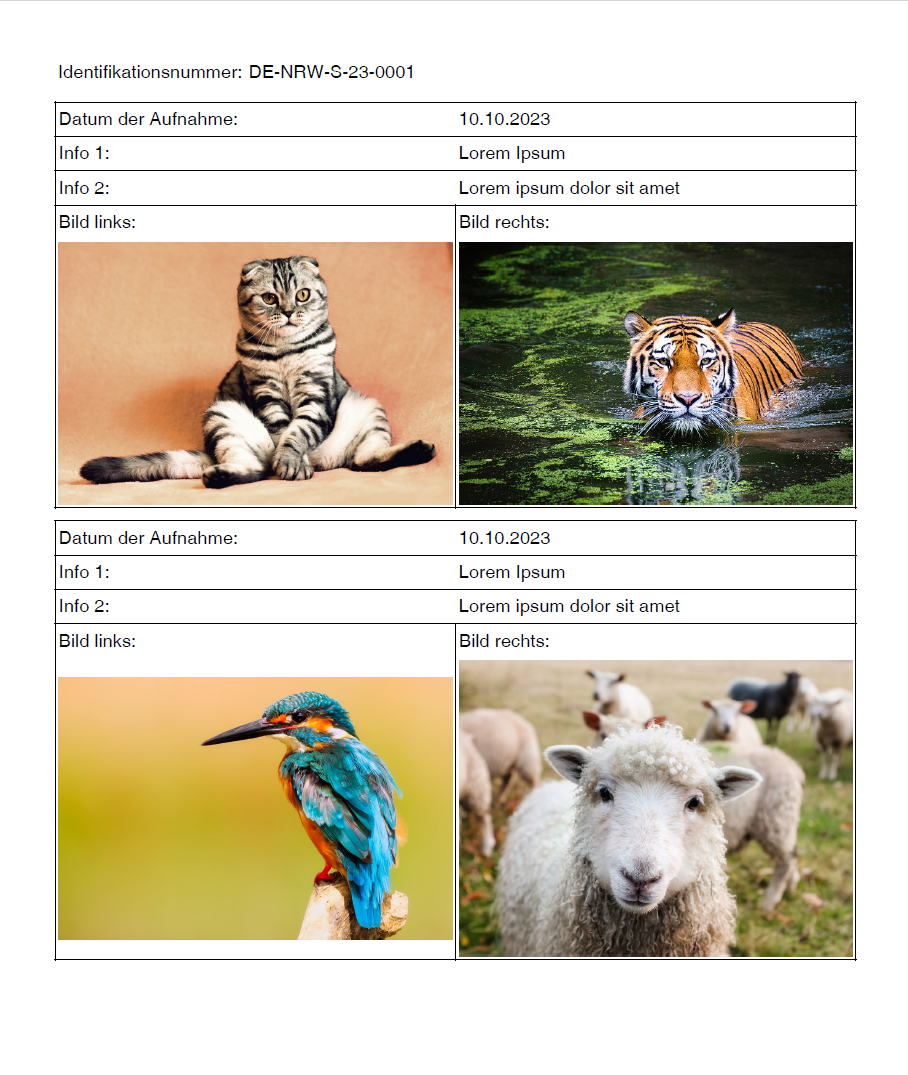 Identifikationsnummer: DE-NRW-S-23-0001
Datum der Aufnahme: 10.10.2023
Info 1: Lorem Ipsum
Info 2: Lorem ipsum dolor sit amet
Bild links: Bild rechts:
Datum der Aufnahme: 10.10.2023
Info 1: Lorem Ipsum
Info 2: Lorem ipsum dolor sit amet
Bild links: Bild rechts: